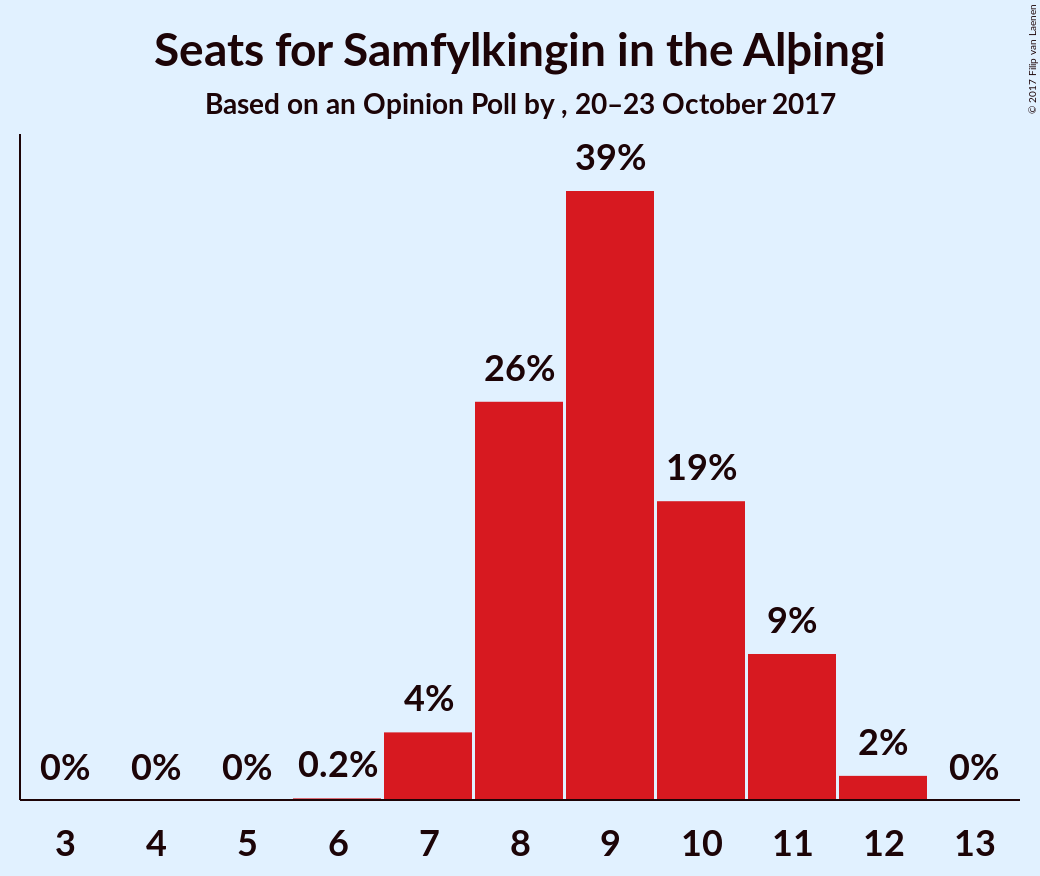 Seats for Samfylkingin in the Alþingi
Based on an Opinion Poll by , 20–23 October 2017
© 2017 Filip van Laenen
39%
26%
19%
9%
4%
2%
0% 0% 0% 0.2% 0%
3 4 5 6 7 8 9 10 11 12 13